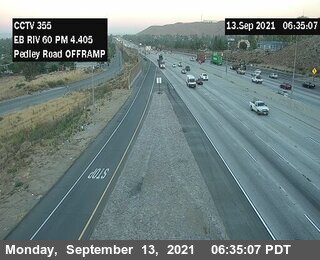 CCTV 355
13.Sep 2021 06:35:07
EB RIV 60 PM 4.405
Pedley Road OFFRAMP
STOP
Monday, September 13, 2021 06:35:07 PDT